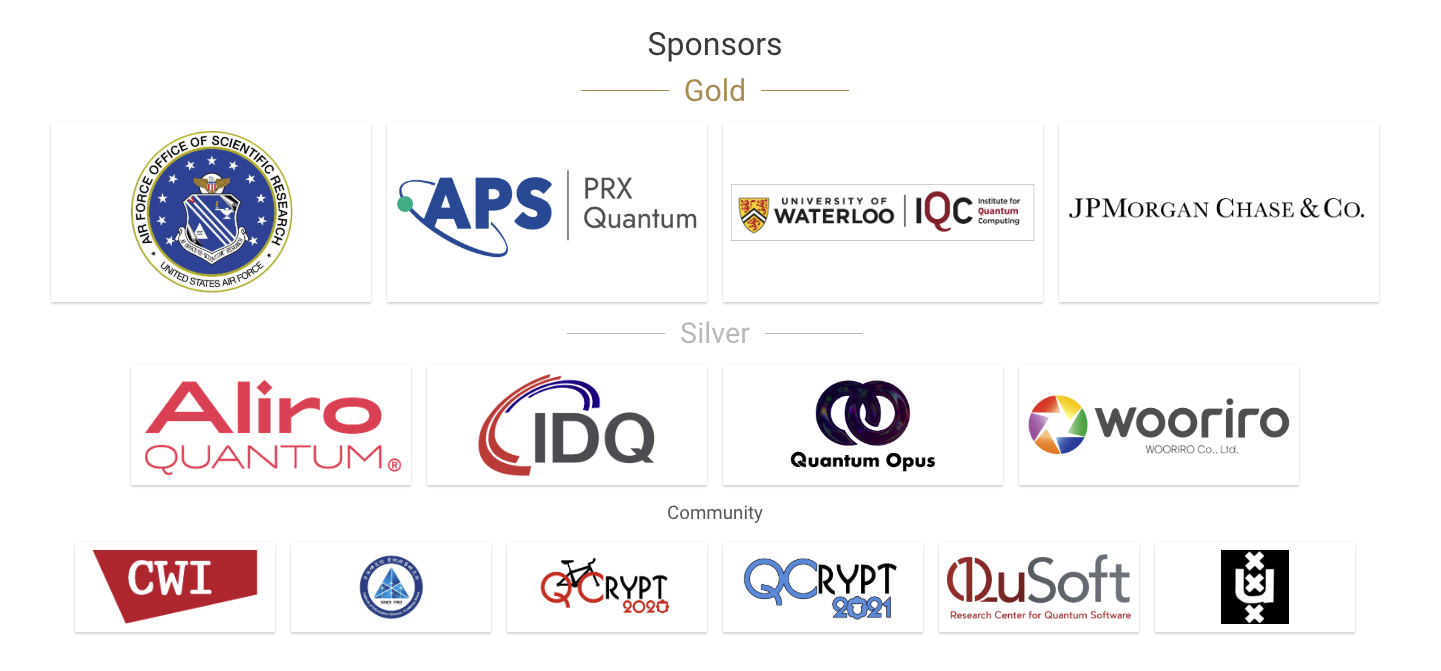 Sponsors
Gold
AIR FORCE OFFICE OF SCIENTIFIC RESEARCH
UNITED STATES AIR FORCE
APS
PRX
Quantum
UNIVERSITY OF
WATERLOO
IQC
Institute for
Quantum
Computing
JPMORGAN CHASE & CO.
Silver
Aliro
QUANTUM®
IDQ
Quantum Opus
wooriro
WOORIRO Co., Ltd.
Community
CWI
QCRYPT
2020
QCRYPT
2021
QuSoft
Research Center for Quantum Software
U